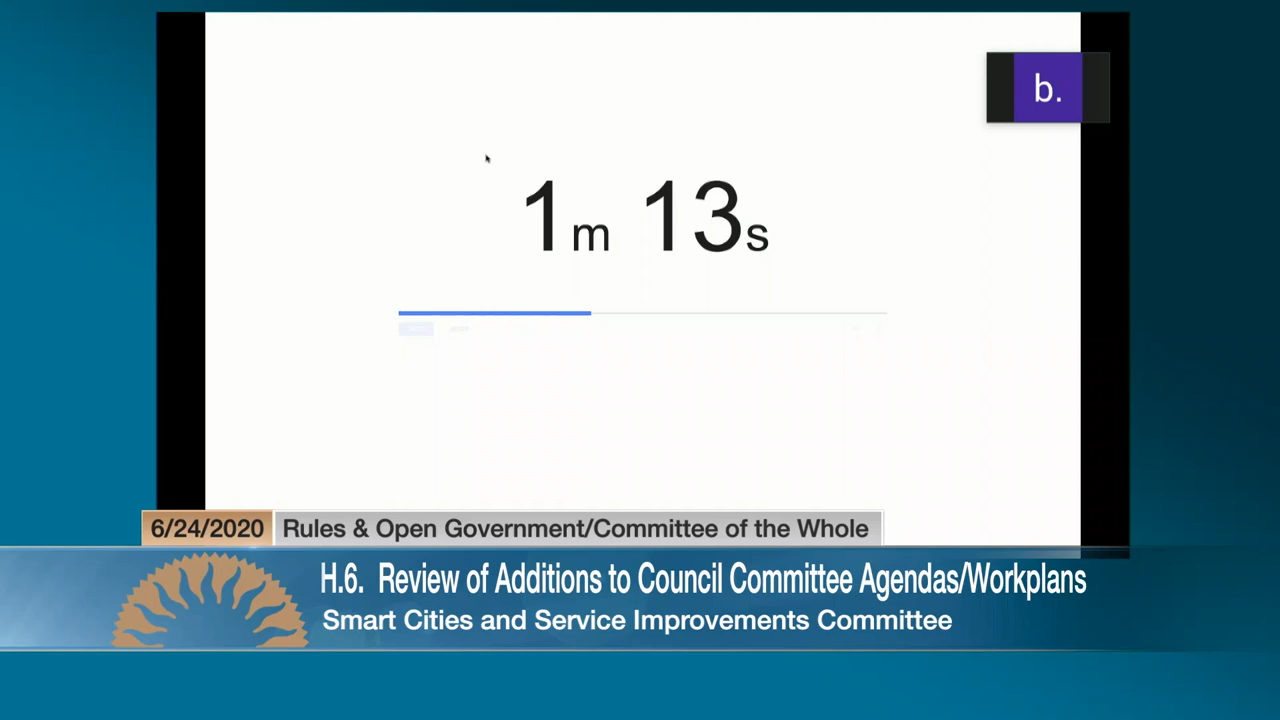 b.
1m 13s
6/24/2020 Rules & Open Government/Committee of the Whole
H.6. Review of Additions to Council Committee Agendas/Workplans
Smart Cities and Service Improvements Committee